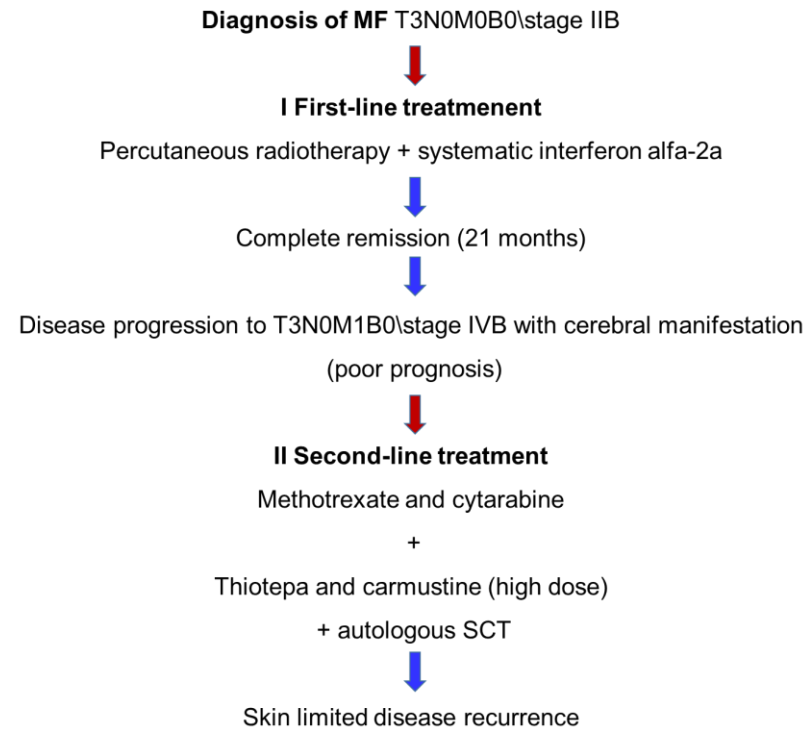 Diagnosis of MF T3N0M0B0\stage IIB
I First-line treatmenent
Percutaneous radiotherapy + systematic interferon alfa-2a
Complete remission (21 months)
Disease progression to T3N0M1B0\stage IVB with cerebral manifestation
(poor prognosis)
II Second-line treatment
Methotrexate and cytarabine
+
Thiotepa and carmustine (high dose)
+ autologous SCT
Skin limited disease recurrence